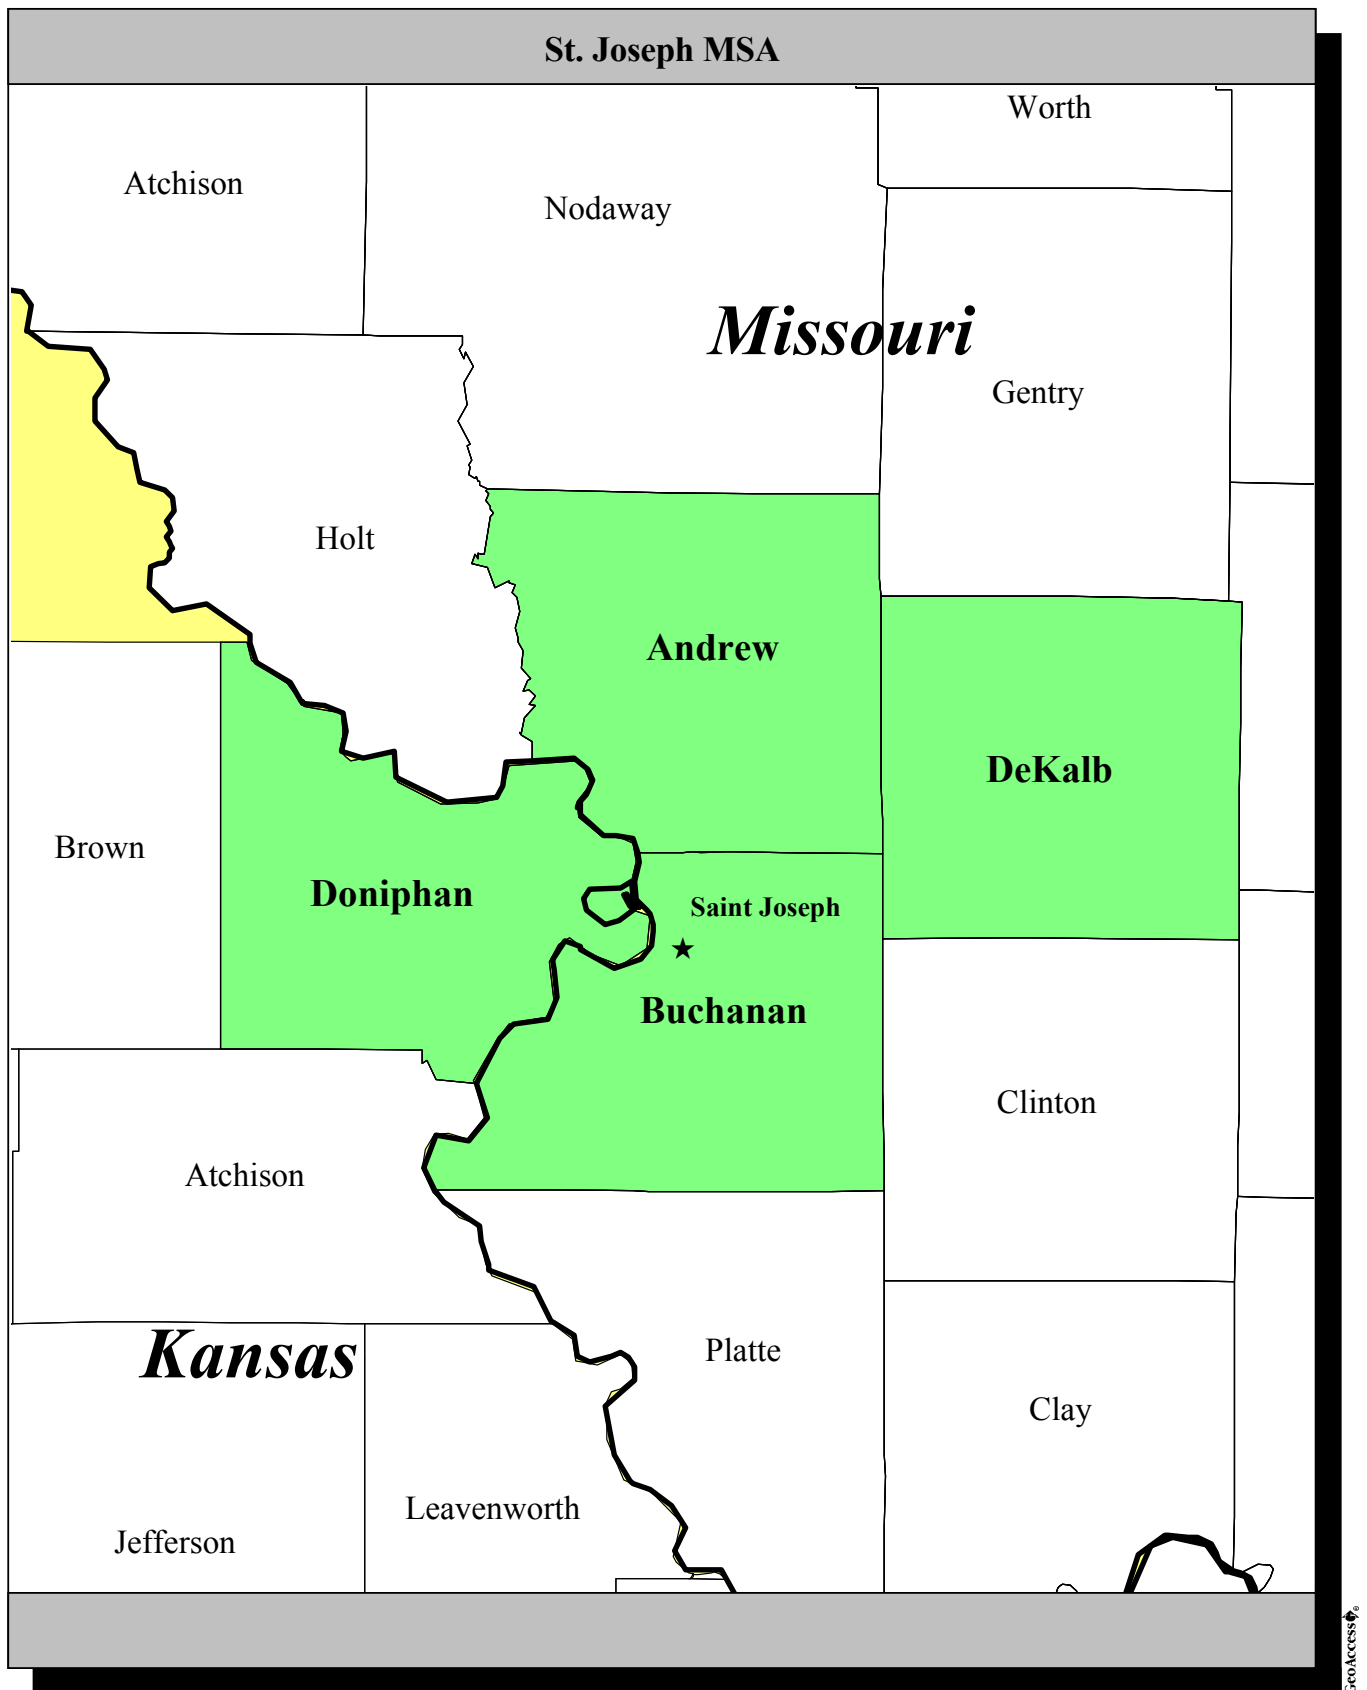 St. Joseph MSA
Worth
Atchison
Nodaway
Missouri
Gentry
Holt
Andrew
DeKalb
Brown
Doniphan
Saint Joseph
Buchanan
Clinton
Atchison
Kansas
Platte
Clay
Leavenworth
Jefferson
GeoAccess®